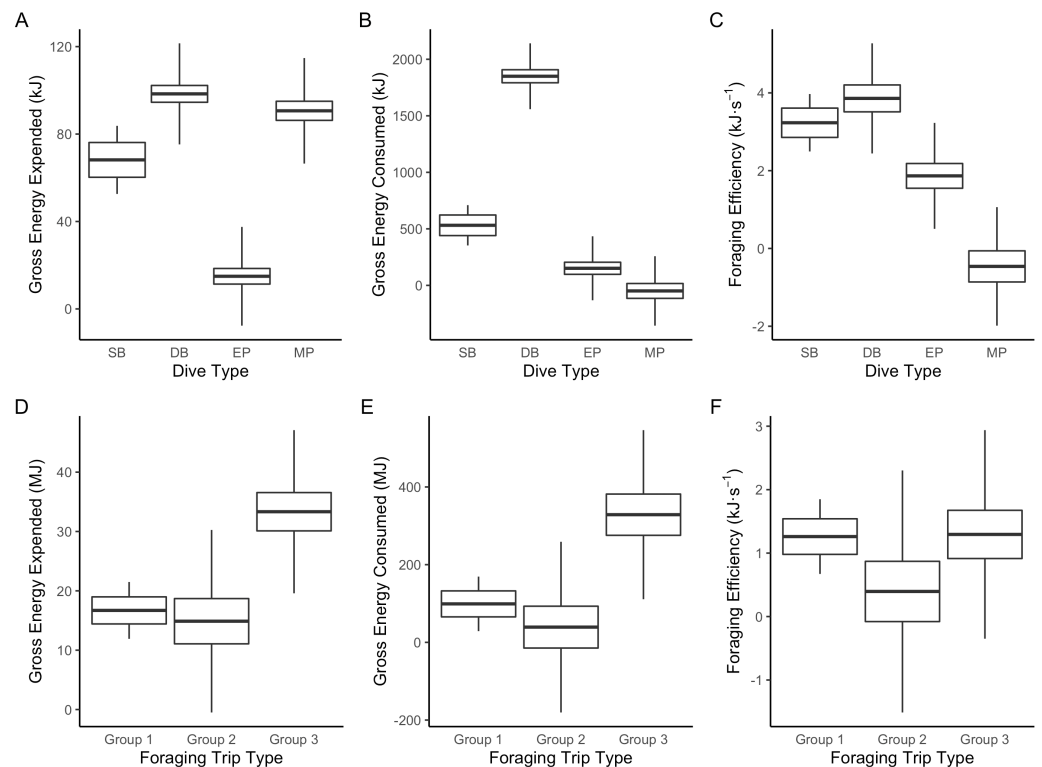 A
B
C
Gross Energy Expended (kJ)
120
80
40
0
SB DB EP MP
Dive Type
Gross Energy Consumed (kJ)
2000
1500
1000
500
0
SB DB EP MP
Dive Type
Foraging Efficiency (kJ·s⁻¹)
4
2
0
-2
SB DB EP MP
Dive Type
D
E
F
Gross Energy Expended (MJ)
40
30
20
10
0
Group 1 Group 2 Group 3
Foraging Trip Type
Gross Energy Consumed (MJ)
400
200
0
-200
Group 1 Group 2 Group 3
Foraging Trip Type
Foraging Efficiency (kJ·s⁻¹)
3
2
1
0
-1
Group 1 Group 2 Group 3
Foraging Trip Type